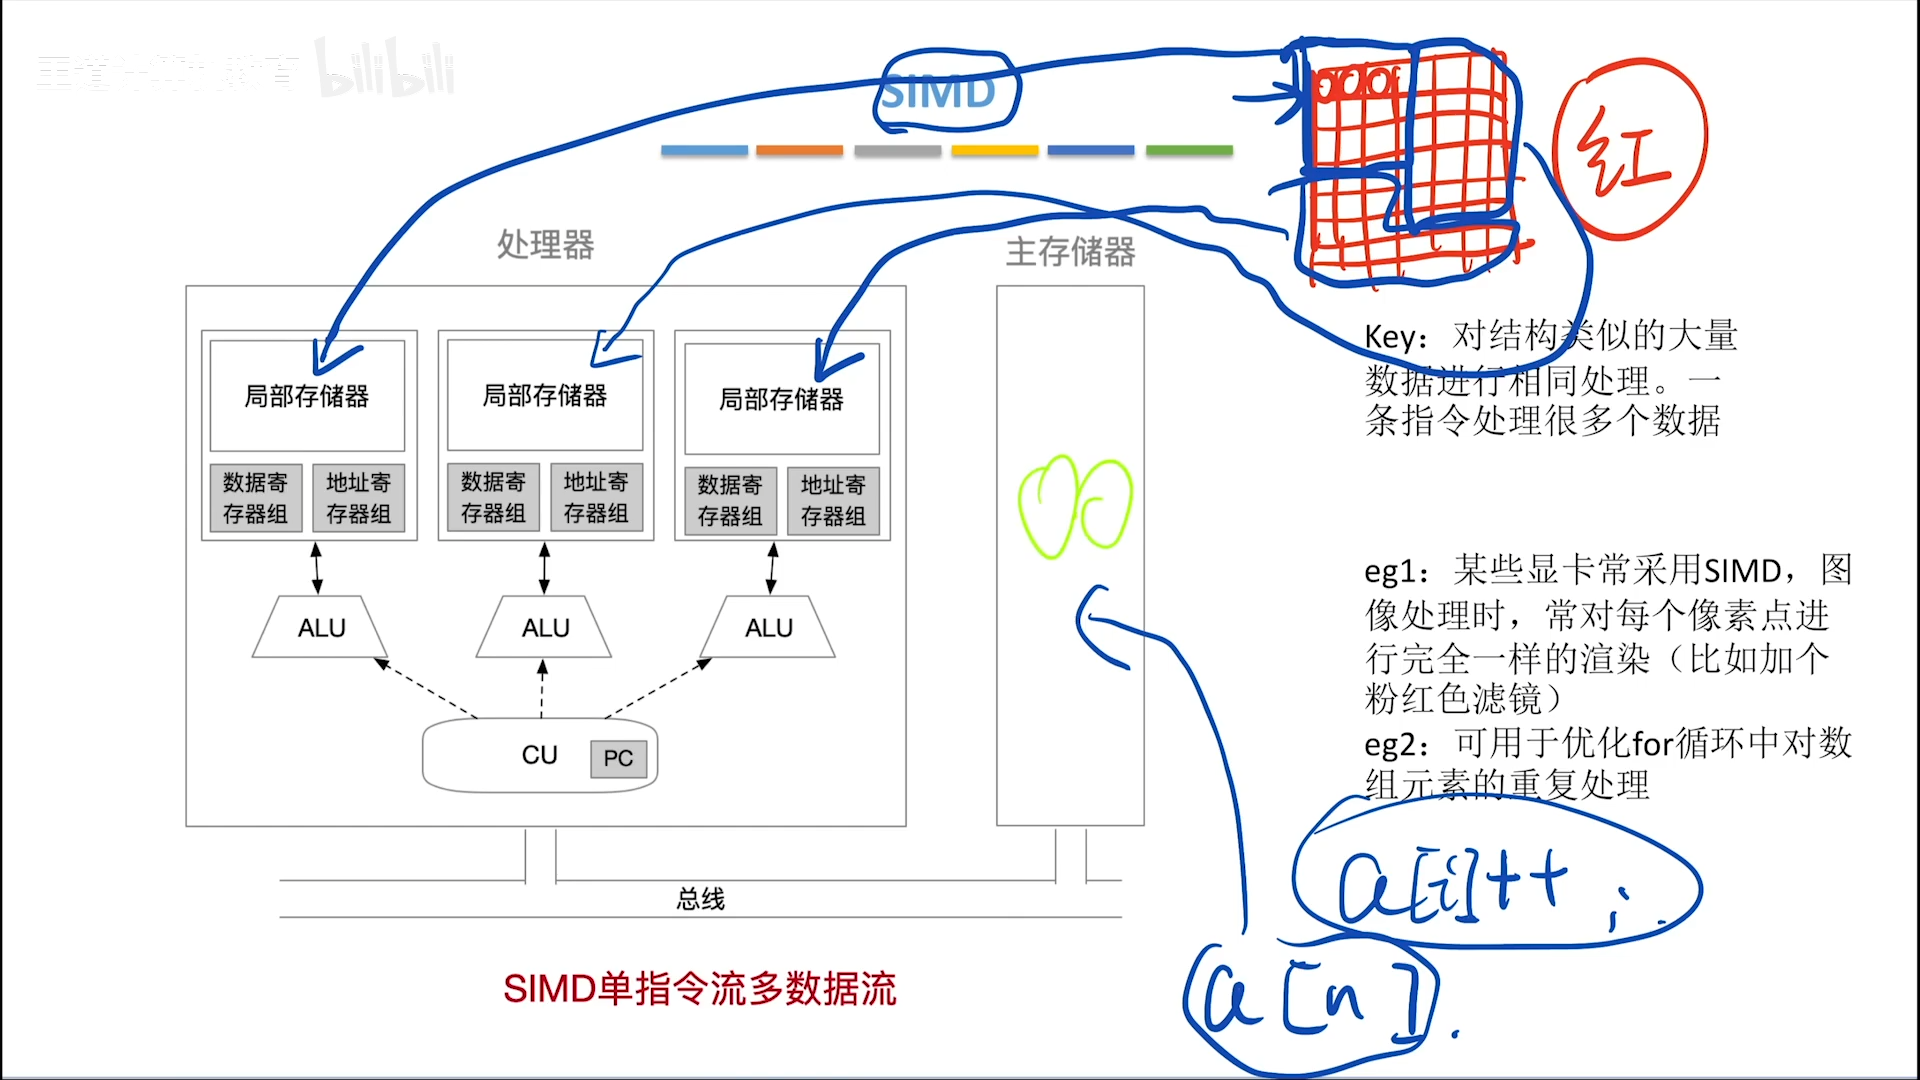 王道计算机教育 bilibili
SIMD
红
处理器
主存储器
局部存储器
局部存储器
局部存储器
数据寄
存器组
地址寄
存器组
数据寄
存器组
地址寄
存器组
数据寄
存器组
地址寄
存器组
ALU
ALU
ALU
CU
PC
总线
SIMD单指令流多数据流
Key：对结构类似的大量
数据进行相同处理。一
条指令处理很多个数据
eg1：某些显卡常采用SIMD，图
像处理时，常对每个像素点进
行完全一样的渲染（比如加个
粉红色滤镜）
eg2：可用于优化for循环中对数
组元素的重复处理
a[i]++;
a[n].